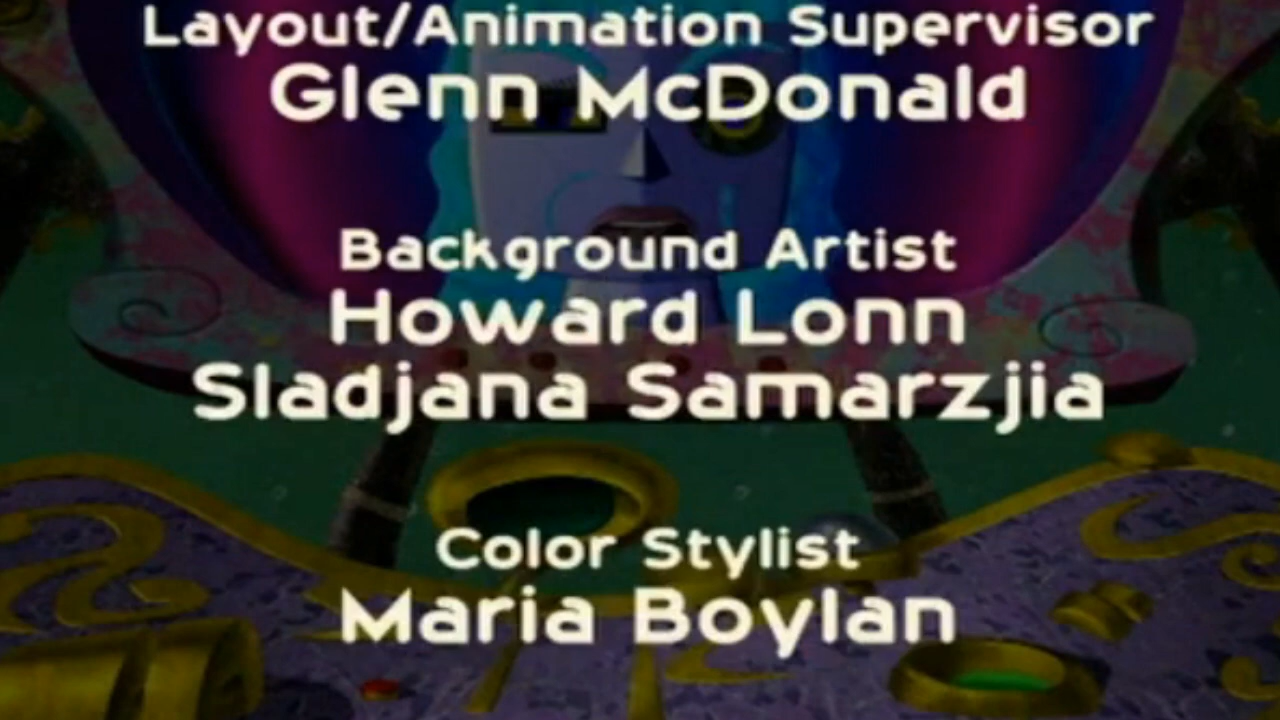 Layout/Animation Supervisor
Glenn McDonald
Background Artist
Howard Lonn
Sladjana Samarzjia
Color Stylist
Maria Boylan